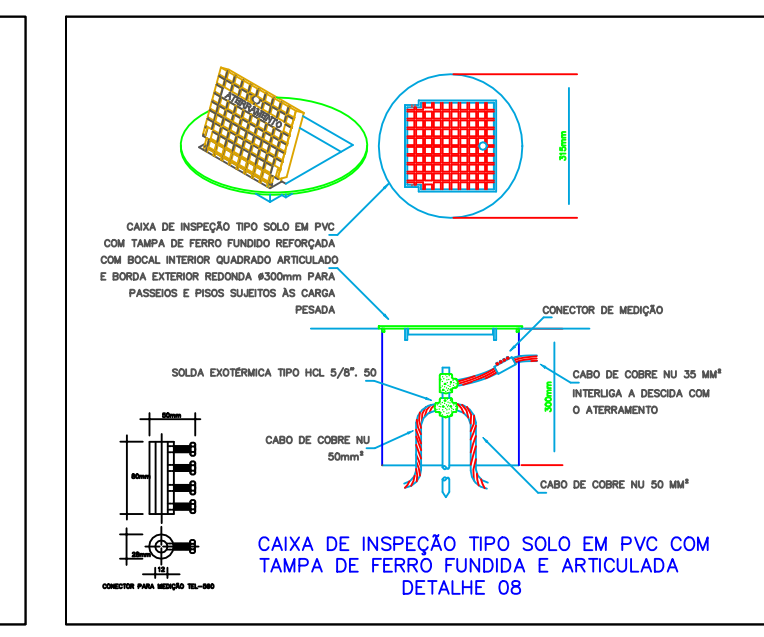 ATERRAMENTO
315mm
CAIXA DE INSPEÇÃO TIPO SOLO EM PVC
COM TAMPA DE FERRO FUNDIDO REFORÇADA
COM BOCAL INTERIOR QUADRADO ARTICULADO
E BORDA EXTERIOR REDONDA ø300mm PARA
PASSEIOS E PISOS SUJEITOS ÀS CARGA
PESADA
CONECTOR DE MEDIÇÃO
SOLDA EXOTÉRMICA TIPO HCL 5/8". 50
CABO DE COBRE NU 35 MM²
INTERLIGA A DESCIDA COM
O ATERRAMENTO
300mm
CABO DE COBRE NU
50mm²
CABO DE COBRE NU 50 MM²
12
CONECTOR PARA MEDIÇÃO
CAIXA DE INSPEÇÃO TIPO SOLO EM PVC COM
TAMPA DE FERRO FUNDIDA E ARTICULADA
DETALHE 08